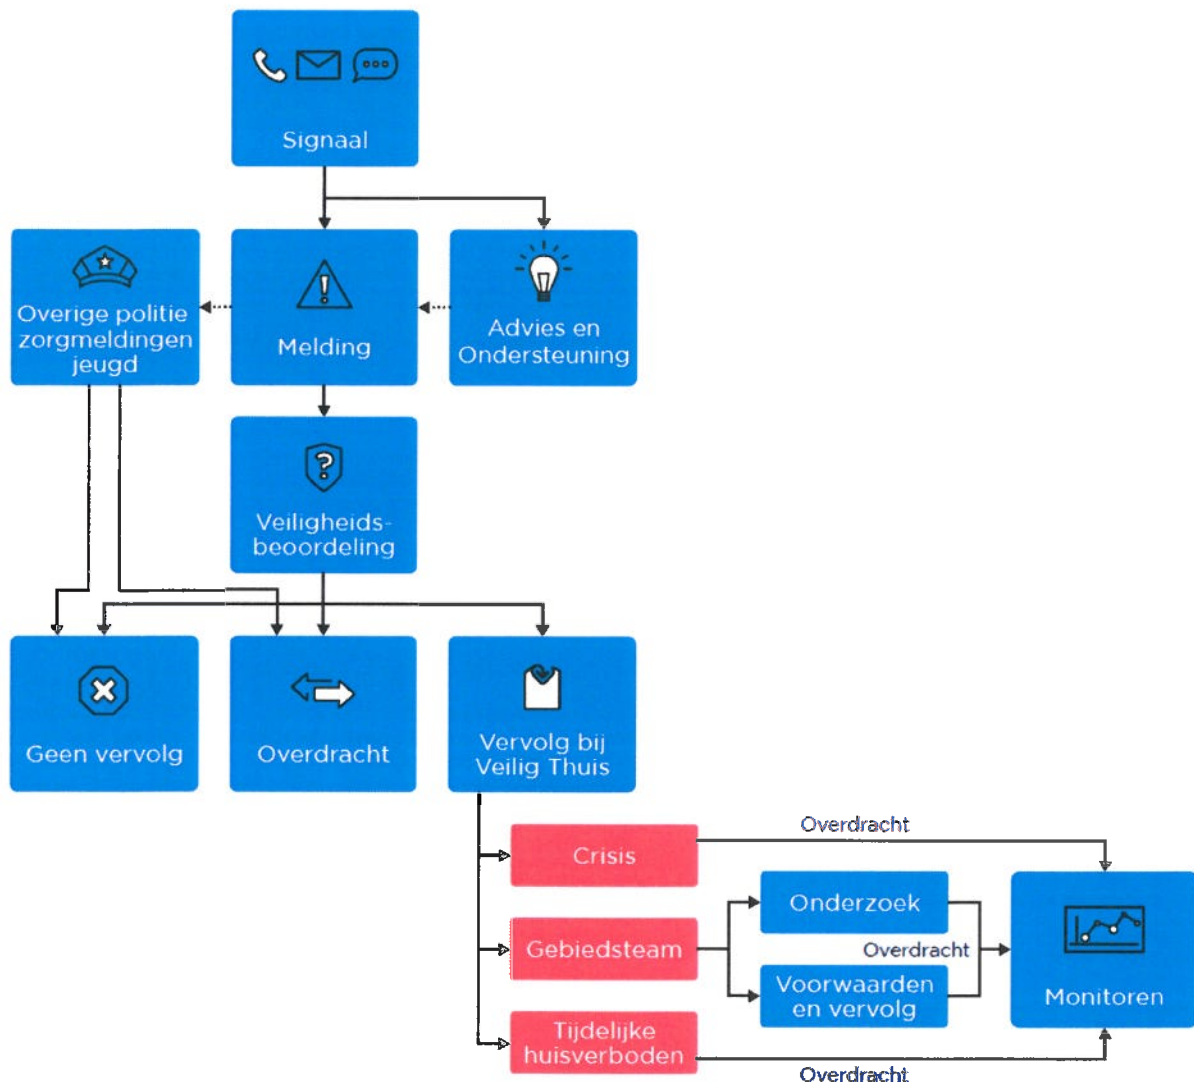 Signaal
Overige politie
zorgmeldingen
jeugd
Melding
Advies en
Ondersteuning
Veiligheids-
beoordeling
Geen vervolg
Overdracht
Vervolg bij
Veilig Thuis
Crisis
Overdracht
Gebiedsteam
Onderzoek
Overdracht
Voorwaarden
en vervolg
Monitoren
Tijdelijke
huisverboden
Overdracht